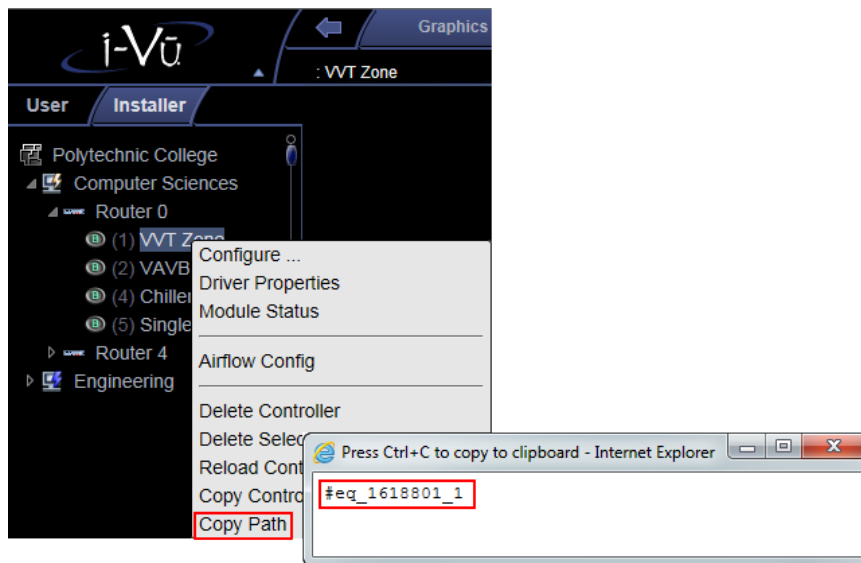 i-Vū
Graphics
: VVT Zone
User
Installer
Polytechnic College
Computer Sciences
Router 0
(1) VVT Zone
(2) VAVB
(4) Chiller
(5) Single
Router 4
Engineering
Configure ...
Driver Properties
Module Status
Airflow Config
Delete Controller
Delete Selec
Reload Cont
Copy Contro
Copy Path
Press Ctrl+C to copy to clipboard - Internet Explorer
#eq_1618801_1